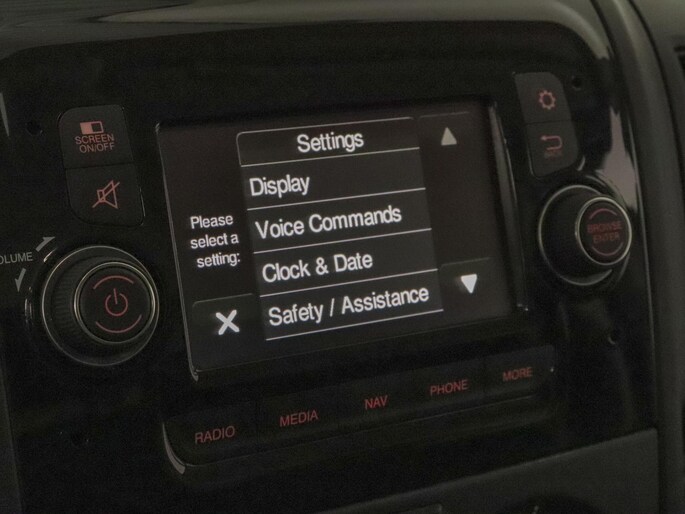 SCREEN
ON/OFF
Settings
Display
Voice Commands
Clock & Date
Safety / Assistance
Please
select a
setting:
BACK
VOLUME
BROWSE
ENTER
RADIO
MEDIA
NAV
PHONE
MORE